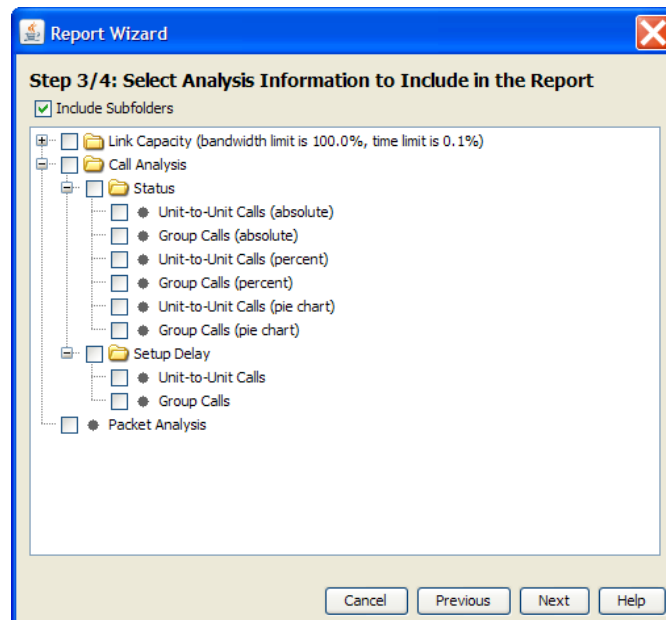 Report Wizard
Step 3/4: Select Analysis Information to Include in the Report
Include Subfolders
Link Capacity (bandwidth limit is 100.0%, time limit is 0.1%)
Call Analysis
Status
Unit-to-Unit Calls (absolute)
Group Calls (absolute)
Unit-to-Unit Calls (percent)
Group Calls (percent)
Unit-to-Unit Calls (pie chart)
Group Calls (pie chart)
Setup Delay
Unit-to-Unit Calls
Group Calls
Packet Analysis
Cancel Previous Next Help